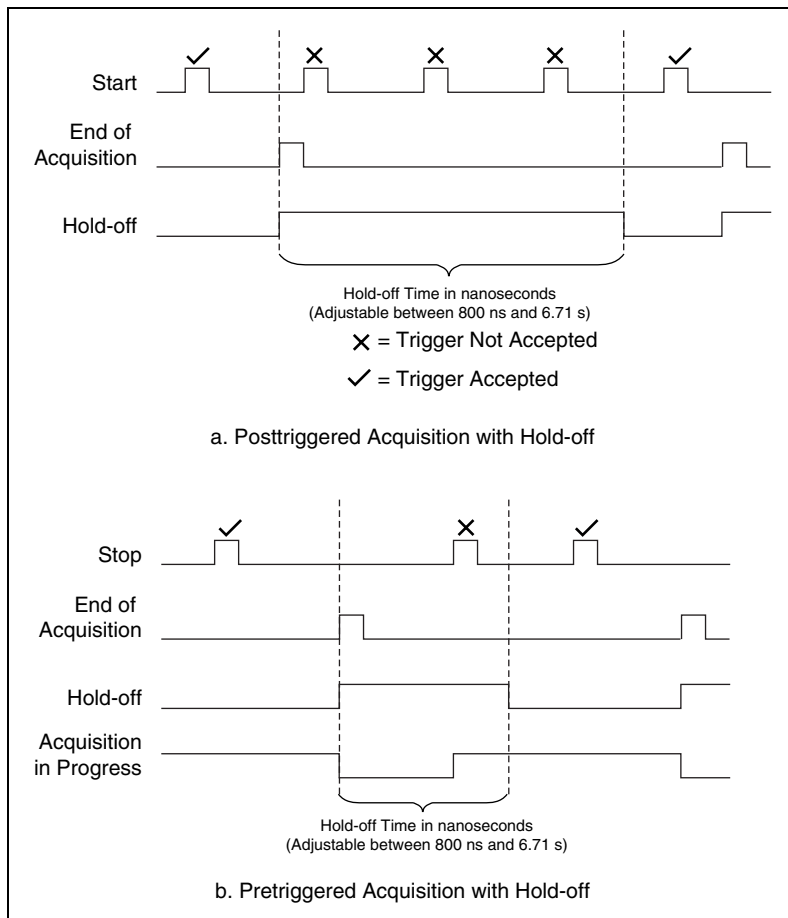 Start
End of
Acquisition
Hold-off
Hold-off Time in nanoseconds
(Adjustable between 800 ns and 6.71 s)
= Trigger Not Accepted
= Trigger Accepted
a. Posttriggered Acquisition with Hold-off
Stop
End of
Acquisition
Hold-off
Acquisition
in Progress
Hold-off Time in nanoseconds
(Adjustable between 800 ns and 6.71 s)
b. Pretriggered Acquisition with Hold-off